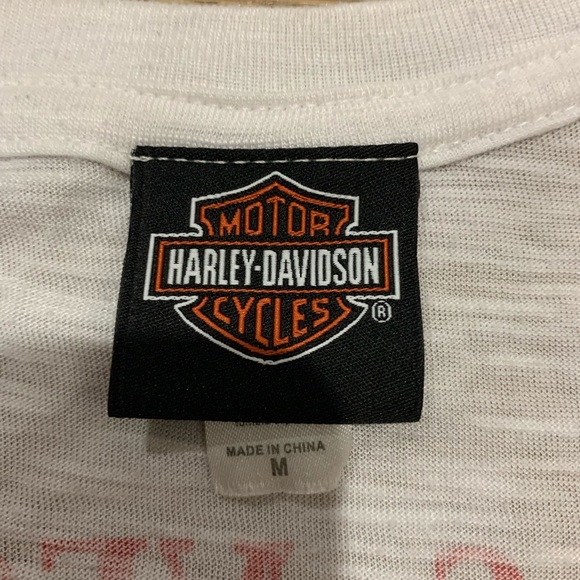 MOTOR
HARLEY-DAVIDSON
CYCLES
®
MADE IN CHINA
M